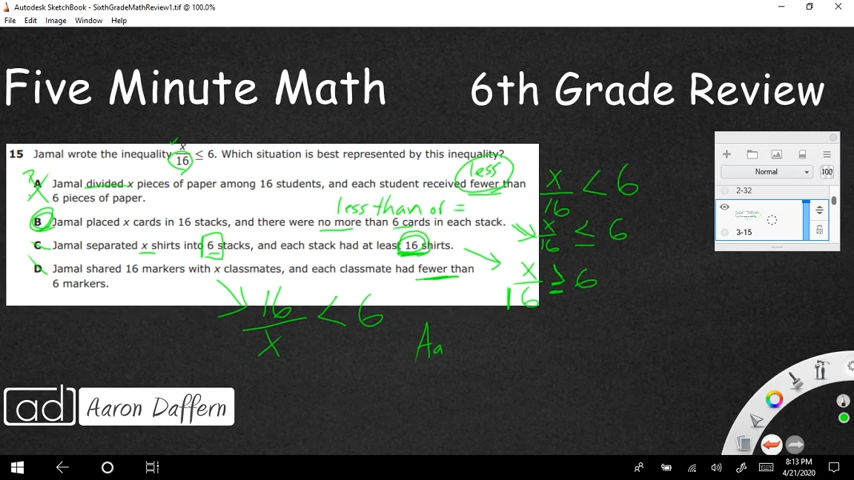 Autodesk SketchBook - SixthGradeMathReview1.tif @ 100.0%
File Edit Image Window Help
Five Minute Math 6th Grade Review
15 Jamal wrote the inequality x/16 ≤ 6. Which situation is best represented by this inequality?
less
A Jamal divided x pieces of paper among 16 students, and each student received fewer than
6 pieces of paper.
x/16 < 6
less than or =
B Jamal placed x cards in 16 stacks, and there were no more than 6 cards in each stack.
x/16 ≤ 6
C Jamal separated x shirts into 6 stacks, and each stack had at least 16 shirts.
D Jamal shared 16 markers with x classmates, and each classmate had fewer than
6 markers.
x/16 ≥ 6
16/x < 6
Aa
Normal 100
2-32
3-15
ad Aaron Daffern
8:13 PM
4/21/2020